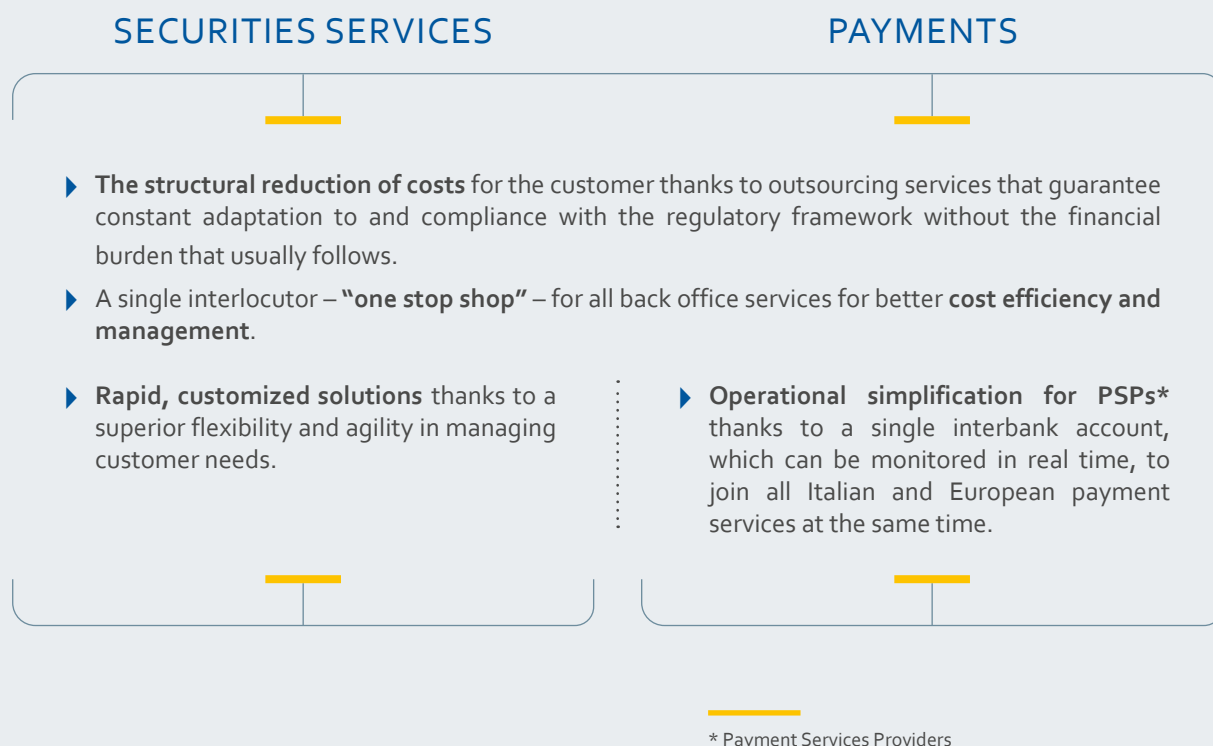 SECURITIES SERVICES
PAYMENTS
The structural reduction of costs for the customer thanks to outsourcing services that guarantee
constant adaptation to and compliance with the regulatory framework without the financial
burden that usually follows.
A single interlocutor – “one stop shop” – for all back office services for better cost efficiency and
management.
Rapid, customized solutions thanks to a
superior flexibility and agility in managing
customer needs.
Operational simplification for PSPs*
thanks to a single interbank account,
which can be monitored in real time, to
join all Italian and European payment
services at the same time.
* Payment Services Providers